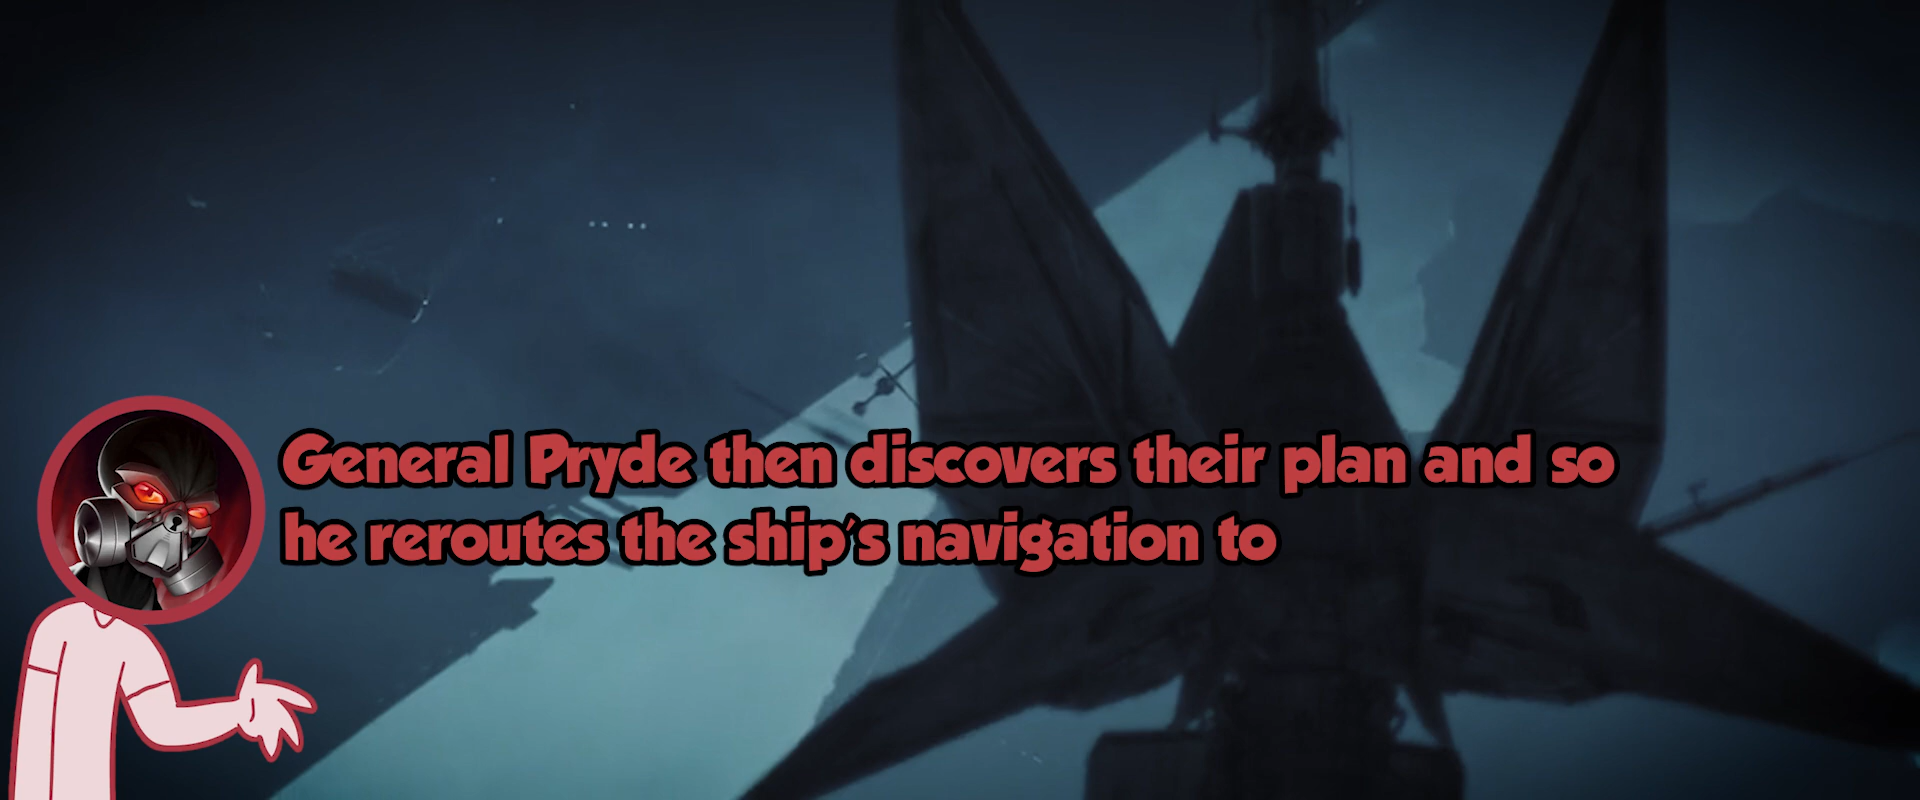 General Pryde then discovers their plan and so
he reroutes the ship's navigation to